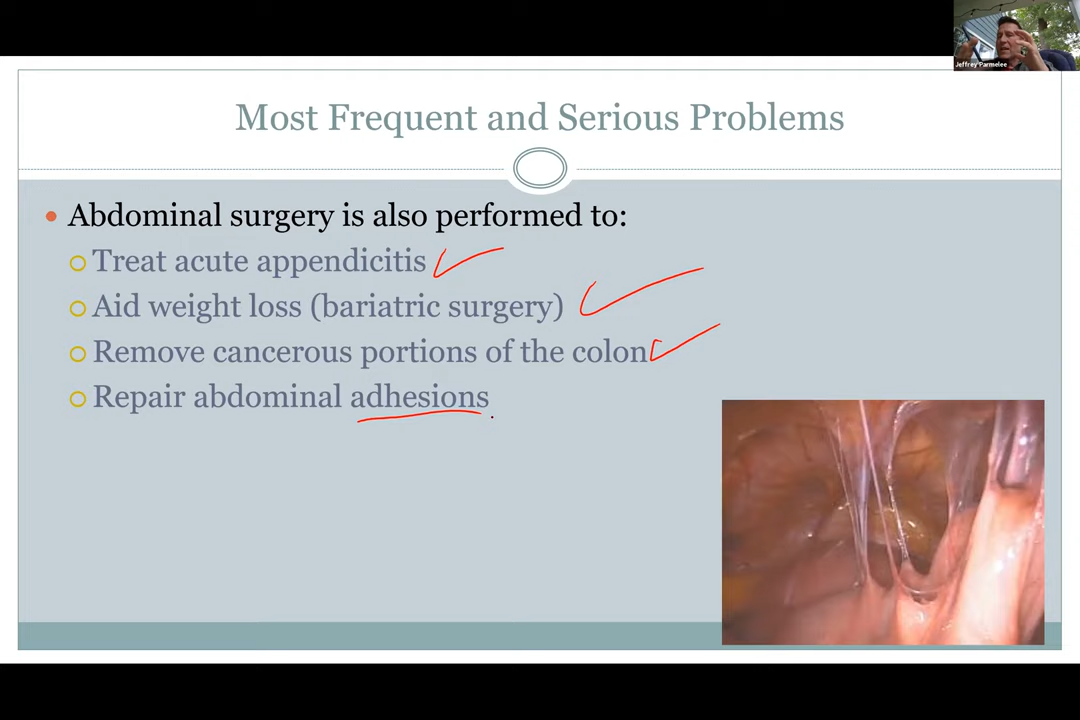 Jeffrey Parmelee
Most Frequent and Serious Problems
Abdominal surgery is also performed to:
Treat acute appendicitis
Aid weight loss (bariatric surgery)
Remove cancerous portions of the colon
Repair abdominal adhesions